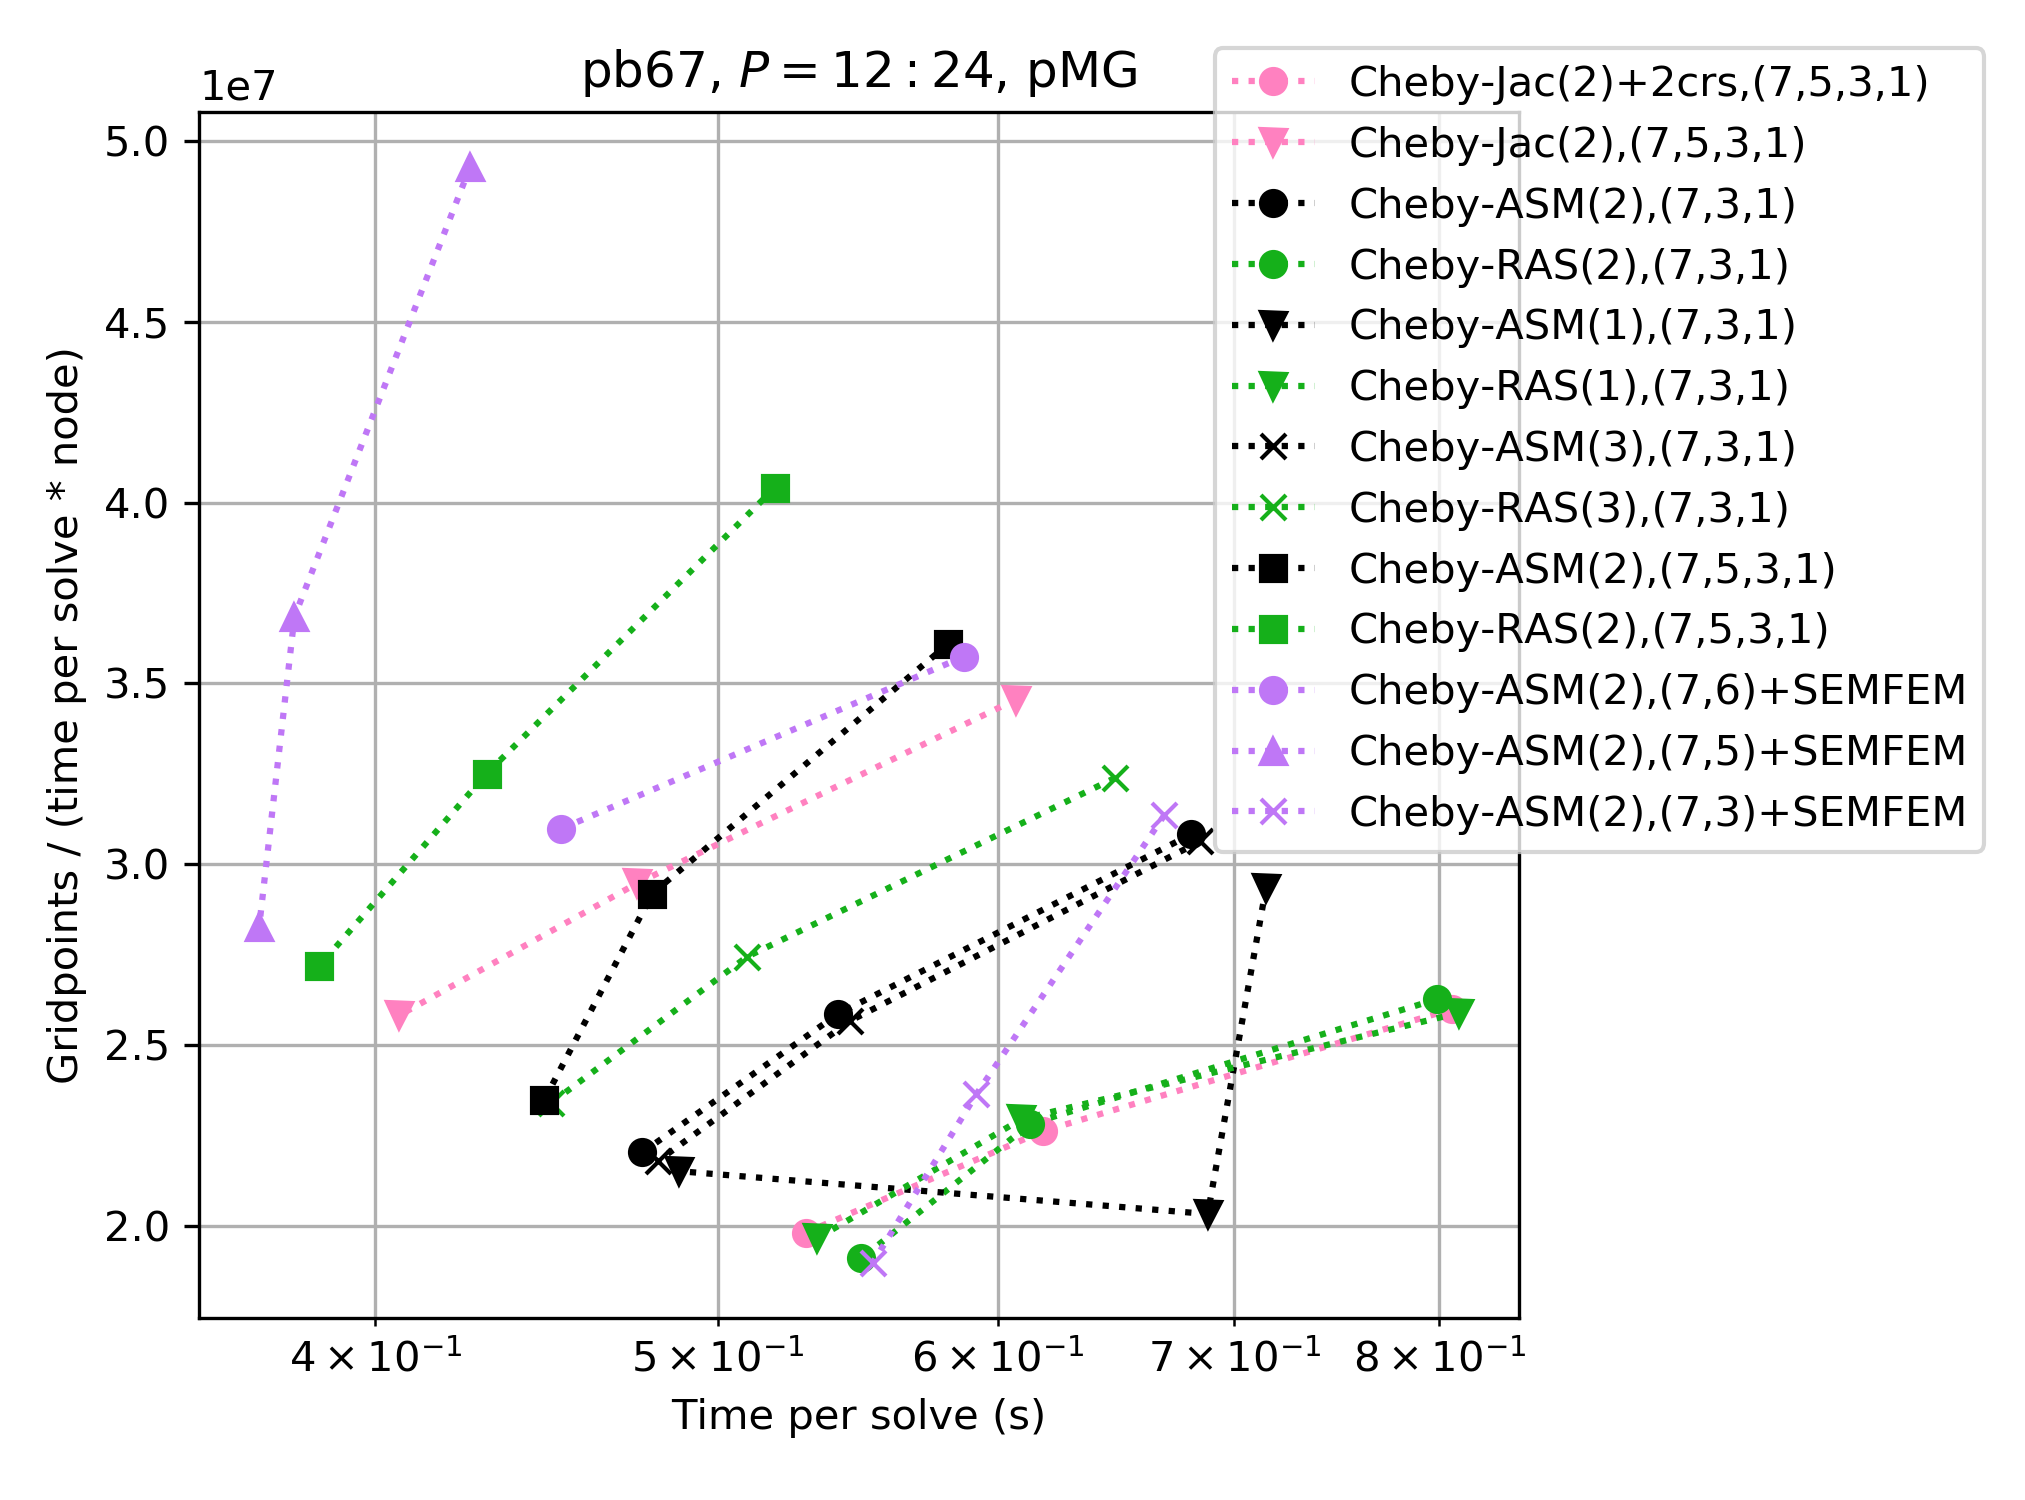 pb67, P = 12 : 24, pMG
1e7
5.0
4.5
4.0
3.5
3.0
2.5
2.0
Gridpoints / (time per solve * node)
4 × 10⁻¹
5 × 10⁻¹
6 × 10⁻¹
7 × 10⁻¹
8 × 10⁻¹
Time per solve (s)
Cheby-Jac(2)+2crs,(7,5,3,1)
Cheby-Jac(2),(7,5,3,1)
Cheby-ASM(2),(7,3,1)
Cheby-RAS(2),(7,3,1)
Cheby-ASM(1),(7,3,1)
Cheby-RAS(1),(7,3,1)
Cheby-ASM(3),(7,3,1)
Cheby-RAS(3),(7,3,1)
Cheby-ASM(2),(7,5,3,1)
Cheby-RAS(2),(7,5,3,1)
Cheby-ASM(2),(7,6)+SEMFEM
Cheby-ASM(2),(7,5)+SEMFEM
Cheby-ASM(2),(7,3)+SEMFEM